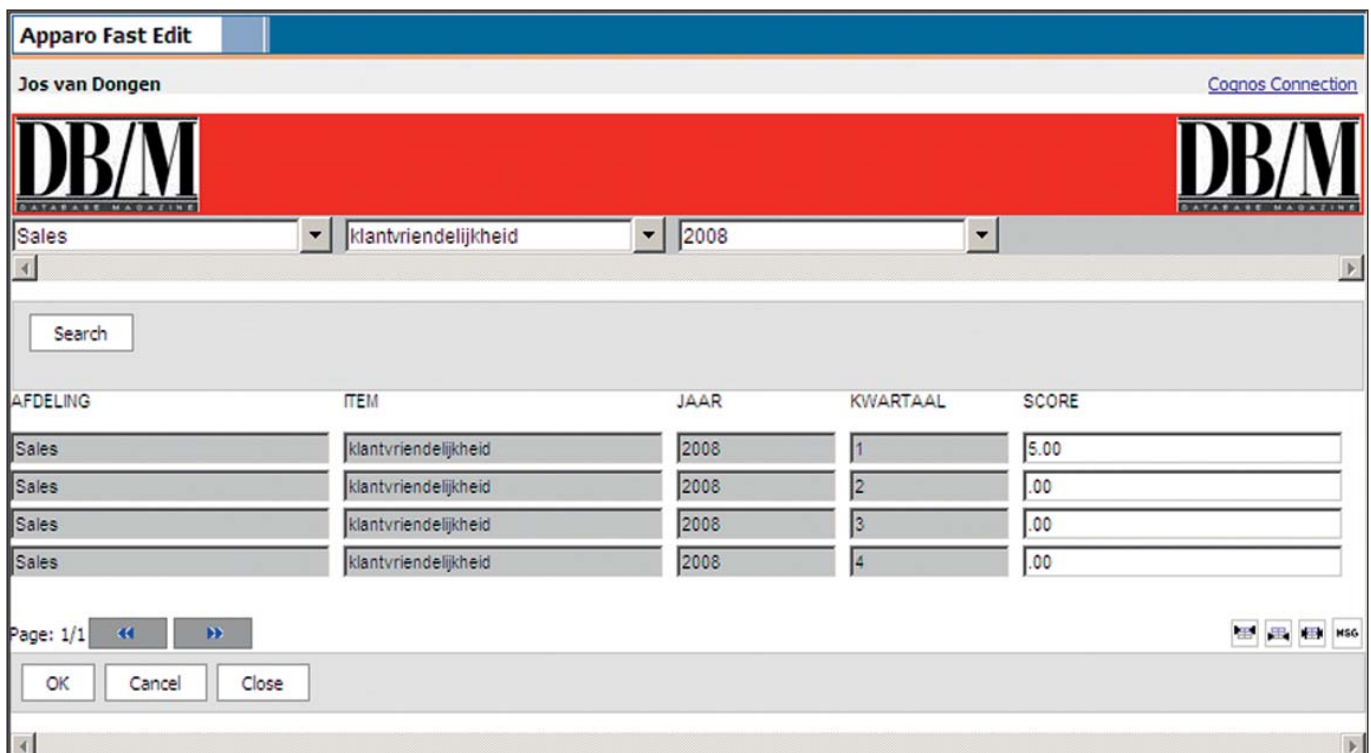 Apparo Fast Edit
Jos van Dongen Cognos Connection
DB/M DB/M
DATABASE MAGAZINE DATABASE MAGAZINE
Sales klantvriendelijkheid 2008
Search
AFDELING ITEM JAAR KWARTAAL SCORE
Sales klantvriendelijkheid 2008 1 5.00
Sales klantvriendelijkheid 2008 2 .00
Sales klantvriendelijkheid 2008 3 .00
Sales klantvriendelijkheid 2008 4 .00
Page: 1/1 MSG
OK Cancel Close